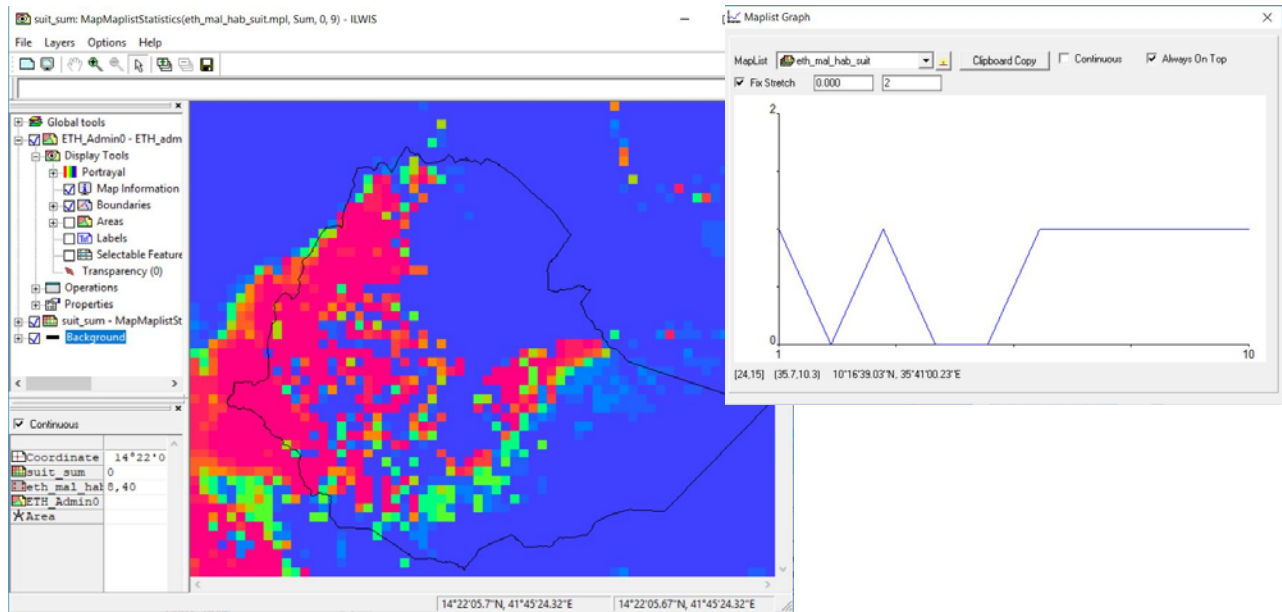 suit_sum: MapMaplistStatistics(eth_mal_hab_suit.mpl, Sum, 0, 9) - ILWIS
File Layers Options Help
Global tools
ETH_Admin0 - ETH_adm
Display Tools
Portrayal
Map Information
Boundaries
Areas
Labels
Selectable Feature
Transparency (0)
Operations
Properties
suit_sum - MapMaplistSt
Background
Continuous
Coordinate 14°22'0
suit_sum 0
eth_mal_hal 8,40
ETH_Admin0
Area
14°22'05.7"N, 41°45'24.32"E 14°22'05.67"N, 41°45'24.32"E
Maplist Graph
MapList eth_mal_hab_suit Clipboard Copy Continuous Always On Top
Fix Stretch 0.000 2
2
0
1 10
[24,15] (35.7,10.3) 10°16'39.03"N, 35°41'00.23"E